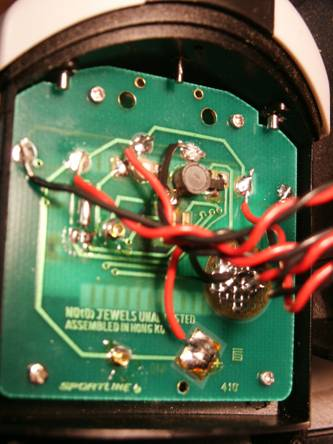 NO(0) JEWELS UNADJUSTED
ASSEMBLED IN HONG KONG
+
SPORTLINE
410